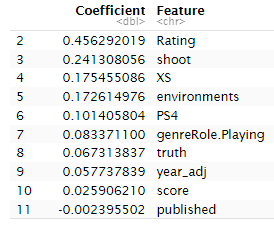 Coefficient Feature
<dbl> <chr>
2 0.456292019 Rating
3 0.241308056 shoot
4 0.175455086 XS
5 0.172614976 environments
6 0.101405804 PS4
7 0.083371100 genreRole.Playing
8 0.067313837 truth
9 0.057737839 year_adj
10 0.025906210 score
11 -0.002395502 published